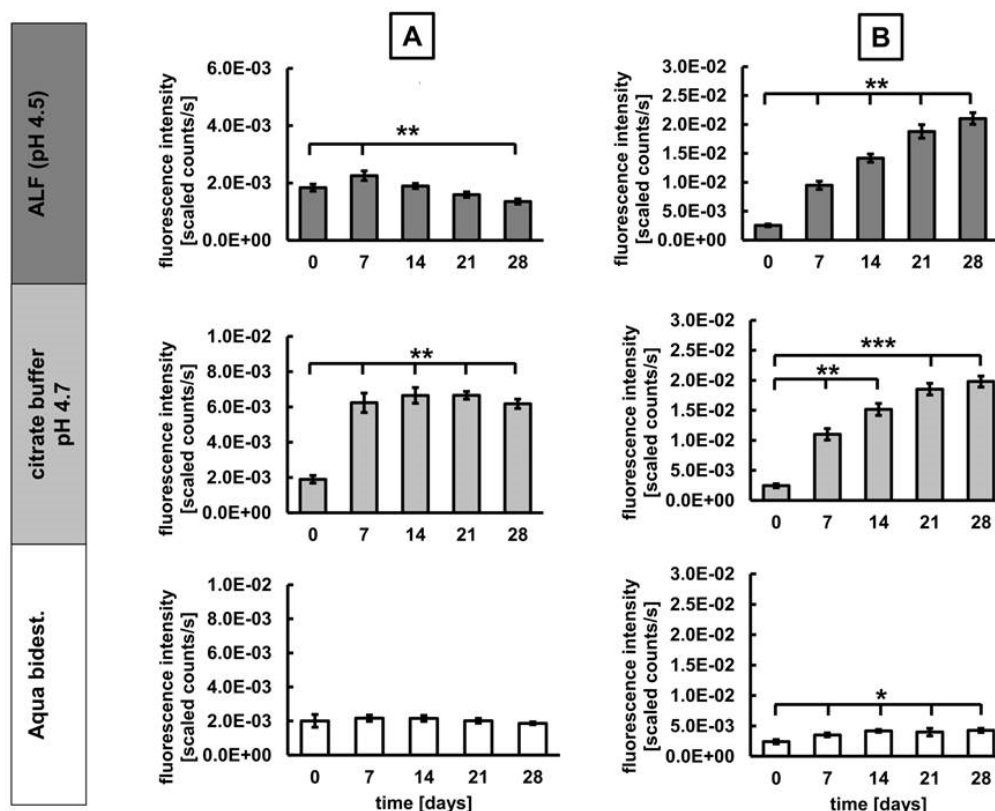 A
B
ALF (pH 4.5)
fluorescence intensity
[scaled counts/s]
6.0E-03
4.0E-03
2.0E-03
0.0E+00
**
0 7 14 21 28
fluorescence intensity
[scaled counts/s]
3.0E-02
2.5E-02
2.0E-02
1.5E-02
1.0E-02
5.0E-03
0.0E+00
**
0 7 14 21 28
citrate buffer
pH 4.7
fluorescence intensity
[scaled counts/s]
1.0E-02
8.0E-03
6.0E-03
4.0E-03
2.0E-03
0.0E+00
**
0 7 14 21 28
fluorescence intensity
[scaled counts/s]
3.0E-02
2.5E-02
2.0E-02
1.5E-02
1.0E-02
5.0E-03
0.0E+00
***
**
0 7 14 21 28
Aqua bidest.
fluorescence intensity
[scaled counts/s]
1.0E-02
8.0E-03
6.0E-03
4.0E-03
2.0E-03
0.0E+00
0 7 14 21 28
time [days]
fluorescence intensity
[scaled counts/s]
3.0E-02
2.5E-02
2.0E-02
1.5E-02
1.0E-02
5.0E-03
0.0E+00
*
0 7 14 21 28
time [days]